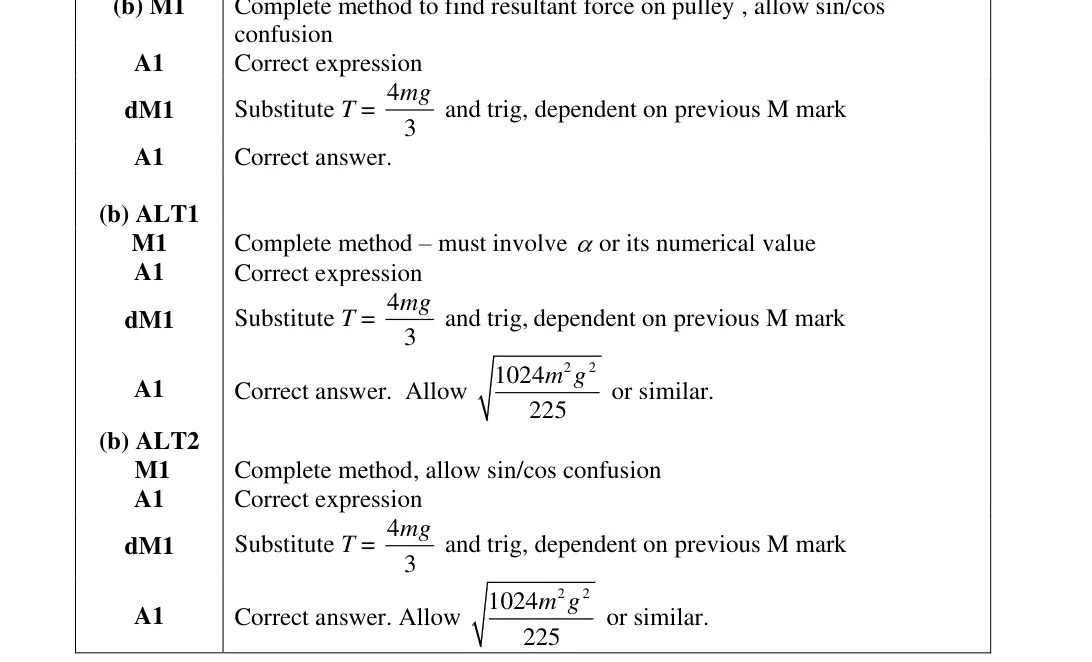 (b) M1 Complete method to find resultant force on pulley , allow sin/cos
confusion
A1 Correct expression
dM1 Substitute T = 4mg/3 and trig, dependent on previous M mark
A1 Correct answer.
(b) ALT1
M1 Complete method – must involve α or its numerical value
A1 Correct expression
dM1 Substitute T = 4mg/3 and trig, dependent on previous M mark
A1 Correct answer. Allow √(1024m²g²/225) or similar.
(b) ALT2
M1 Complete method, allow sin/cos confusion
A1 Correct expression
dM1 Substitute T = 4mg/3 and trig, dependent on previous M mark
A1 Correct answer. Allow √(1024m²g²/225) or similar.